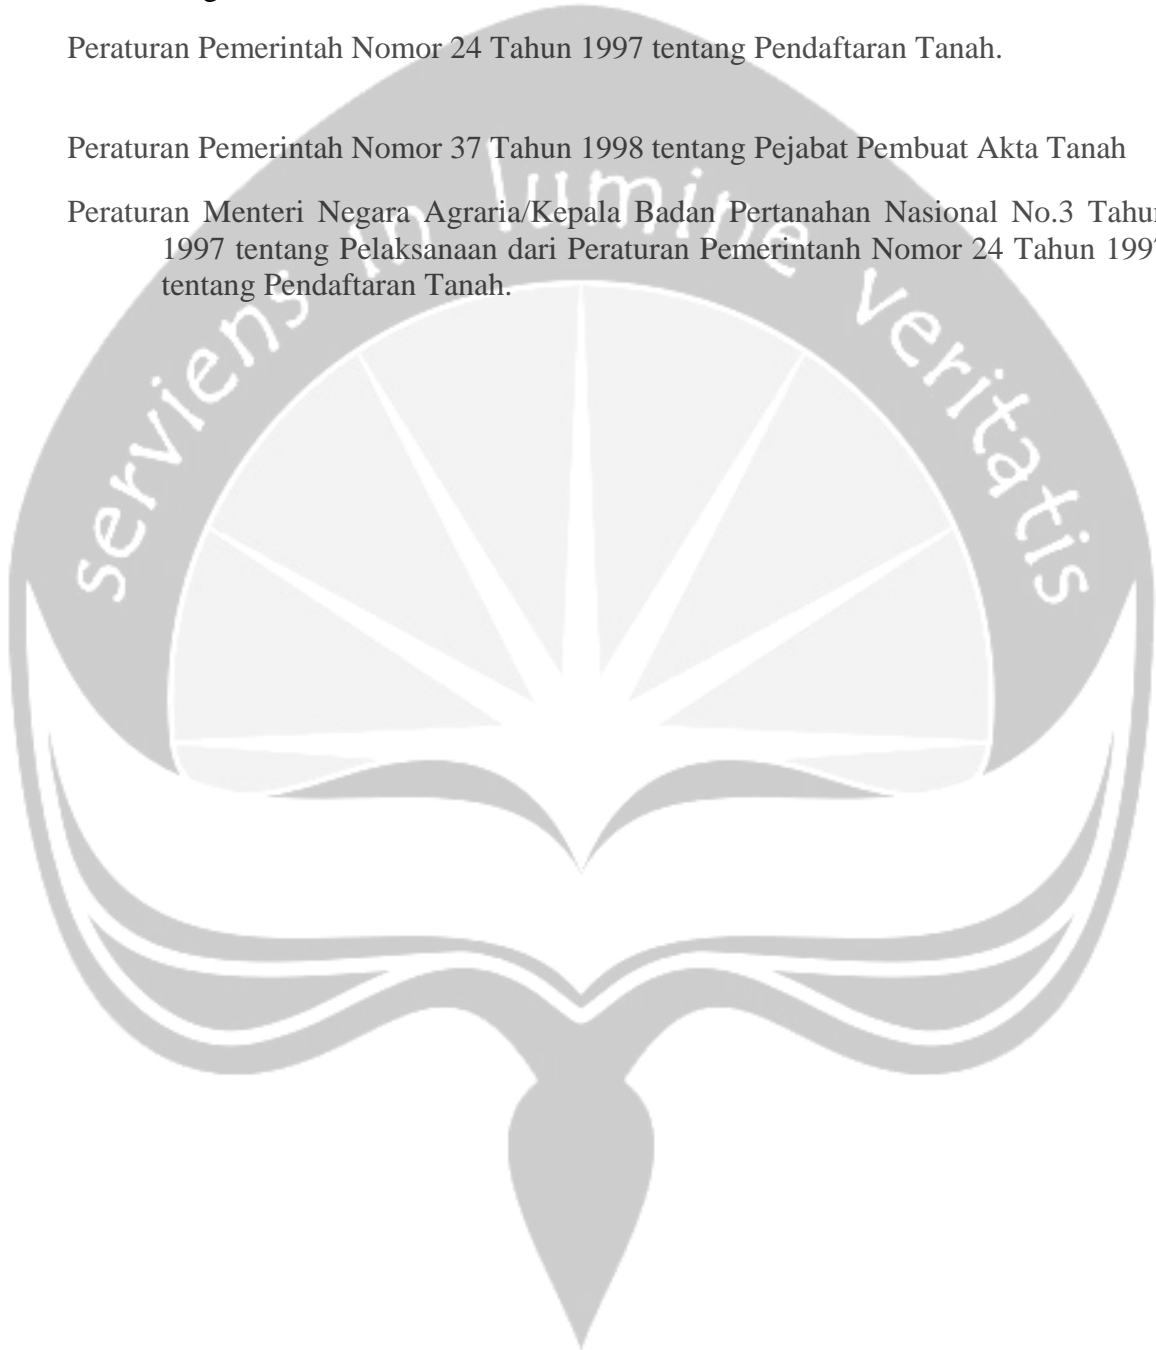 Peraturan Pemerintah Nomor 24 Tahun 1997 tentang Pendaftaran Tanah.
Peraturan Pemerintah Nomor 37 Tahun 1998 tentang Pejabat Pembuat Akta Tanah
Peraturan Menteri Negara Agraria/Kepala Badan Pertanahan Nasional No.3 Tahun
1997 tentang Pelaksanaan dari Peraturan Pemerintanh Nomor 24 Tahun 1997
tentang Pendaftaran Tanah.
serviens in lumine veritatis